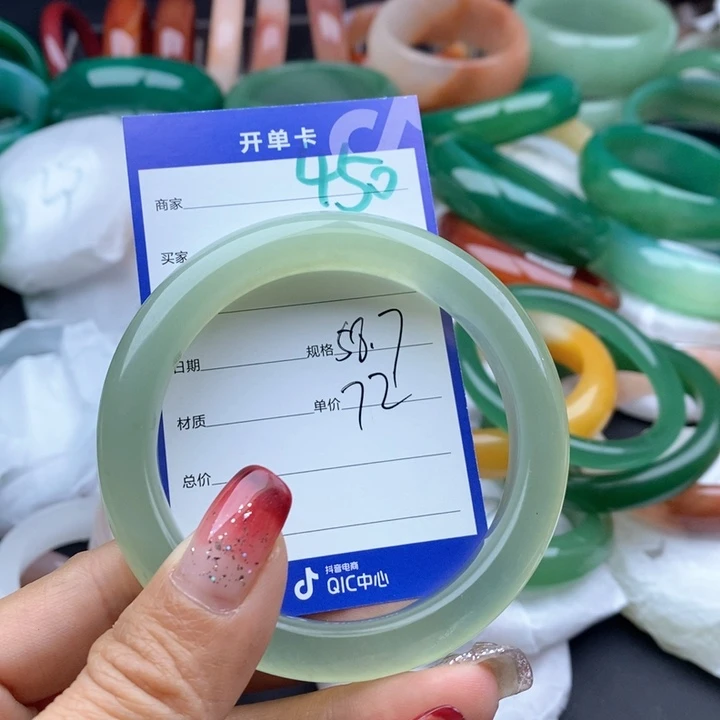 开单卡
450
商家
买家
日期 规格 58.7
材质 单价 72
总价
抖音电商
QIC中心